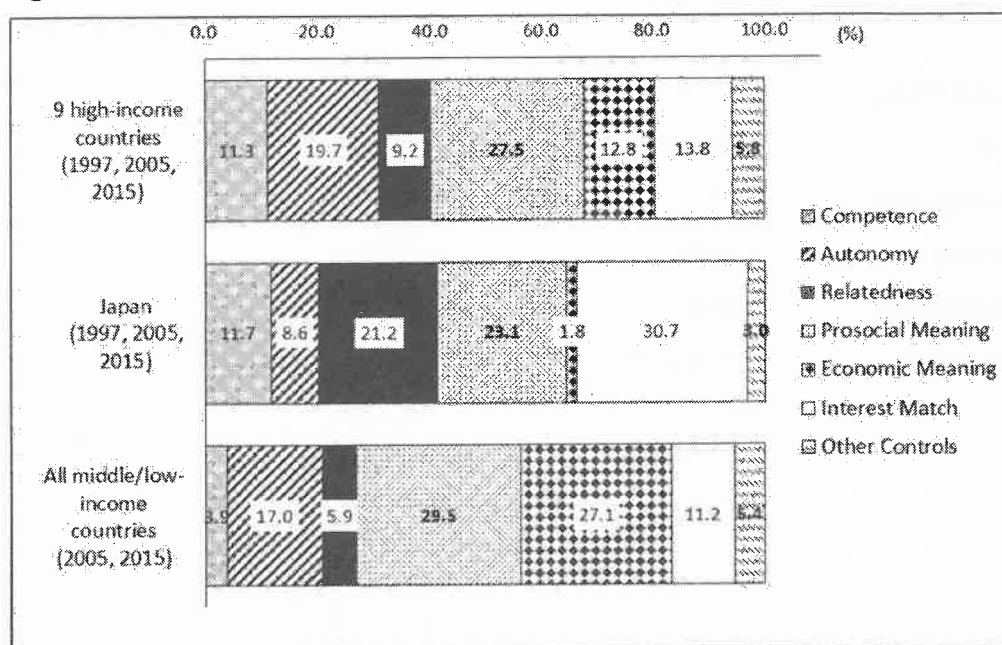 0.0 20.0 40.0 60.0 80.0 100.0 (%)
9 high-income
countries
(1997, 2005,
2015)
11.3 19.7 9.2 27.5 12.8 13.8 5.8
Japan
(1997, 2005,
2015)
11.7 8.6 21.2 23.1 1.8 30.7 3.0
All middle/low-
income
countries
(2005, 2015)
3.9 17.0 5.9 29.5 27.1 11.2 5.4
Competence
Autonomy
Relatedness
Prosocial Meaning
Economic Meaning
Interest Match
Other Controls